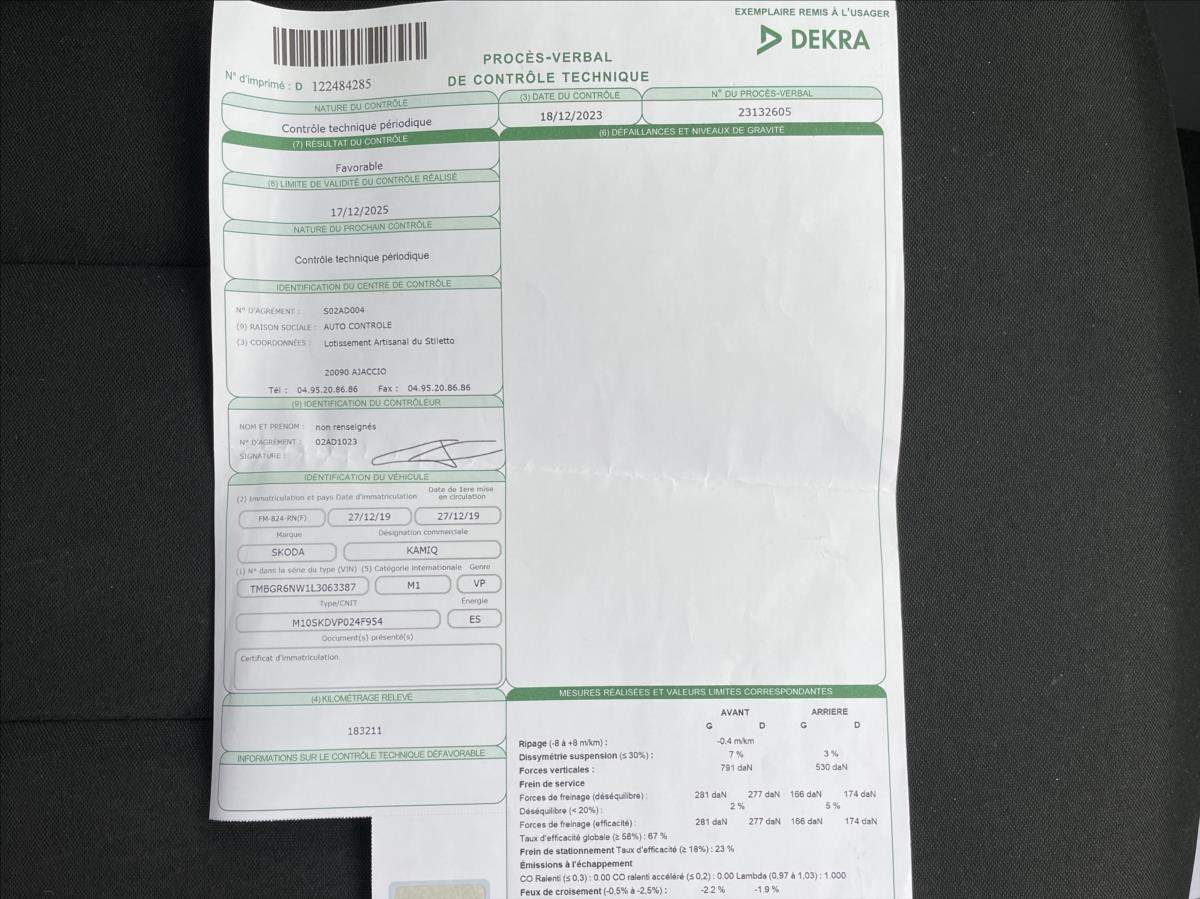 EXEMPLAIRE REMIS À L'USAGER
DEKRA
PROCÈS-VERBAL
DE CONTRÔLE TECHNIQUE
N° d'imprimé : D 122484285
NATURE DU CONTRÔLE
Contrôle technique périodique
(3) DATE DU CONTRÔLE
18/12/2023
N° DU PROCÈS-VERBAL
23132605
(7) RÉSULTAT DU CONTRÔLE
Favorable
(6) DÉFAILLANCES ET NIVEAUX DE GRAVITÉ
(8) LIMITE DE VALIDITÉ DU CONTRÔLE RÉALISÉ
17/12/2025
NATURE DU PROCHAIN CONTRÔLE
Contrôle technique périodique
IDENTIFICATION DU CENTRE DE CONTRÔLE
N° D'AGRÉMENT : S02AD004
(9) RAISON SOCIALE : AUTO CONTROLE
(3) COORDONNÉES : Lotissement Artisanal du Stiletto
20090 AJACCIO
Tél : 04.95.20.86.86 Fax : 04.95.20.86.86
(9) IDENTIFICATION DU CONTRÔLEUR
NOM ET PRÉNOM : non renseignés
N° D'AGRÉMENT : 02AD1023
SIGNATURE :
IDENTIFICATION DU VÉHICULE
(2) Immatriculation et pays Date d'immatriculation Date de 1ere mise en circulation
FM-824-RN(F) 27/12/19 27/12/19
Marque Désignation commerciale
SKODA KAMIQ
(1) N° dans la série du type (VIN) (5) Catégorie internationale Genre
TMBGR6NW1L3063387 M1 VP
Type/CNIT Energie
M10SKDVP024F954 ES
Document(s) présenté(s)
Certificat d'immatriculation
(4) KILOMÉTRAGE RELEVÉ
183211
INFORMATIONS SUR LE CONTRÔLE TECHNIQUE DÉFAVORABLE
MESURES RÉALISÉES ET VALEURS LIMITES CORRESPONDANTES
AVANT ARRIERE
G D G D
Ripage (-8 à +8 m/km) : -0.4 m/km
Dissymétrie suspension (≤ 30%) : 7 % 3 %
Forces verticales : 791 daN 530 daN
Frein de service
Forces de freinage (déséquilibre) : 281 daN 277 daN 166 daN 174 daN
Déséquilibre (< 20%) : 2 % 5 %
Forces de freinage (efficacité) : 281 daN 277 daN 166 daN 174 daN
Taux d'efficacité globale (≥ 58%) : 67 %
Frein de stationnement Taux d'efficacité (≥ 18%) : 23 %
Émissions à l'échappement
CO Ralenti (≤ 0,3) : 0.00 CO ralenti accéléré (≤ 0,2) : 0.00 Lambda (0,97 à 1,03) : 1.000
Feux de croisement (-0,5% à -2,5%) : -2.2 % -1.9 %